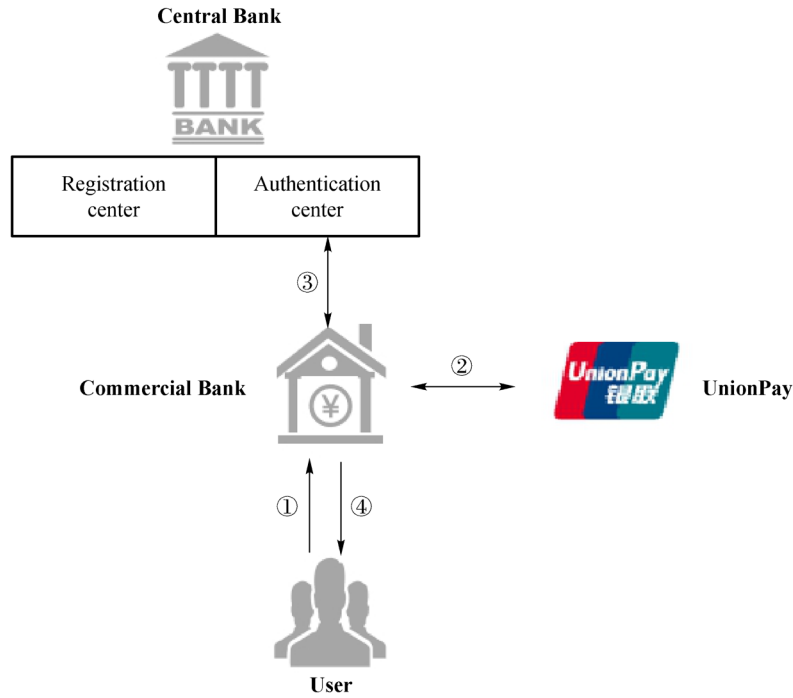 Central Bank
BANK
Registration
center
Authentication
center
③
¥
Commercial Bank
②
UnionPay
银联
UnionPay
①
④
User